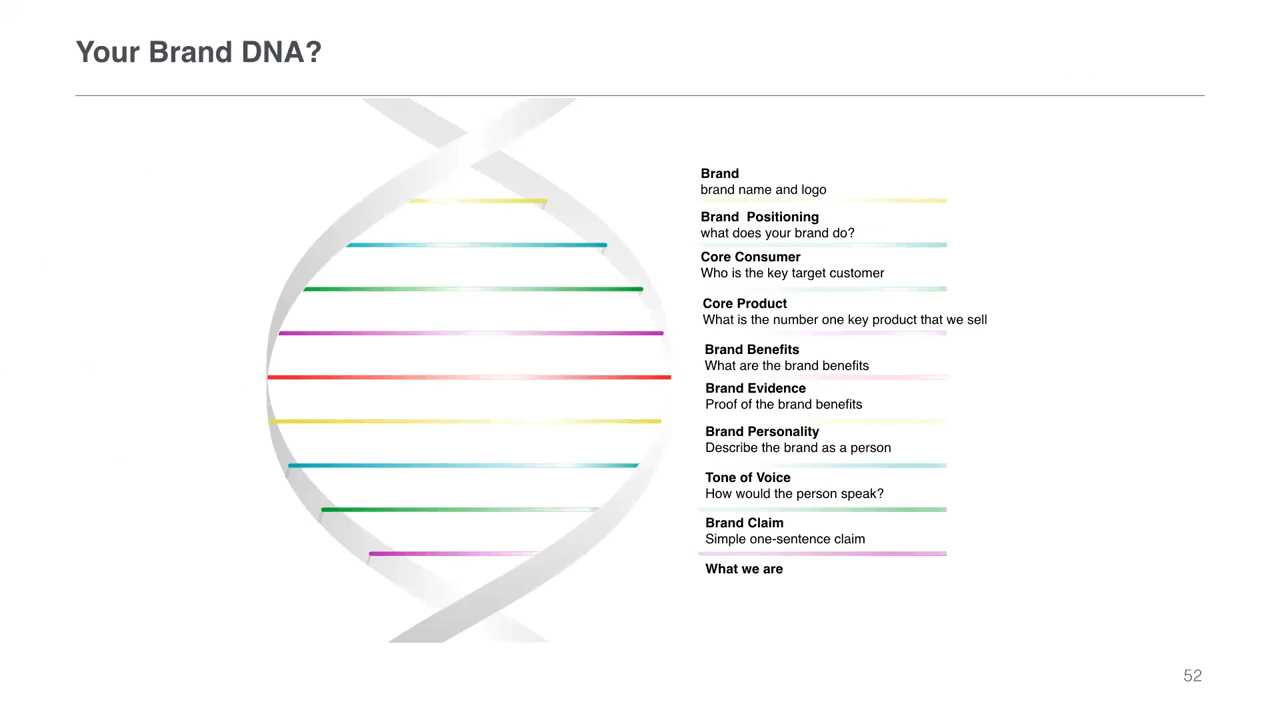 Your Brand DNA?
Brand
brand name and logo
Brand  Positioning
what does your brand do?
Core Consumer
Who is the key target customer
Core Product
What is the number one key product that we sell
Brand Benefits
What are the brand benefits
Brand Evidence
Proof of the brand benefits
Brand Personality
Describe the brand as a person
Tone of Voice
How would the person speak?
Brand Claim
Simple one-sentence claim
What we are
52